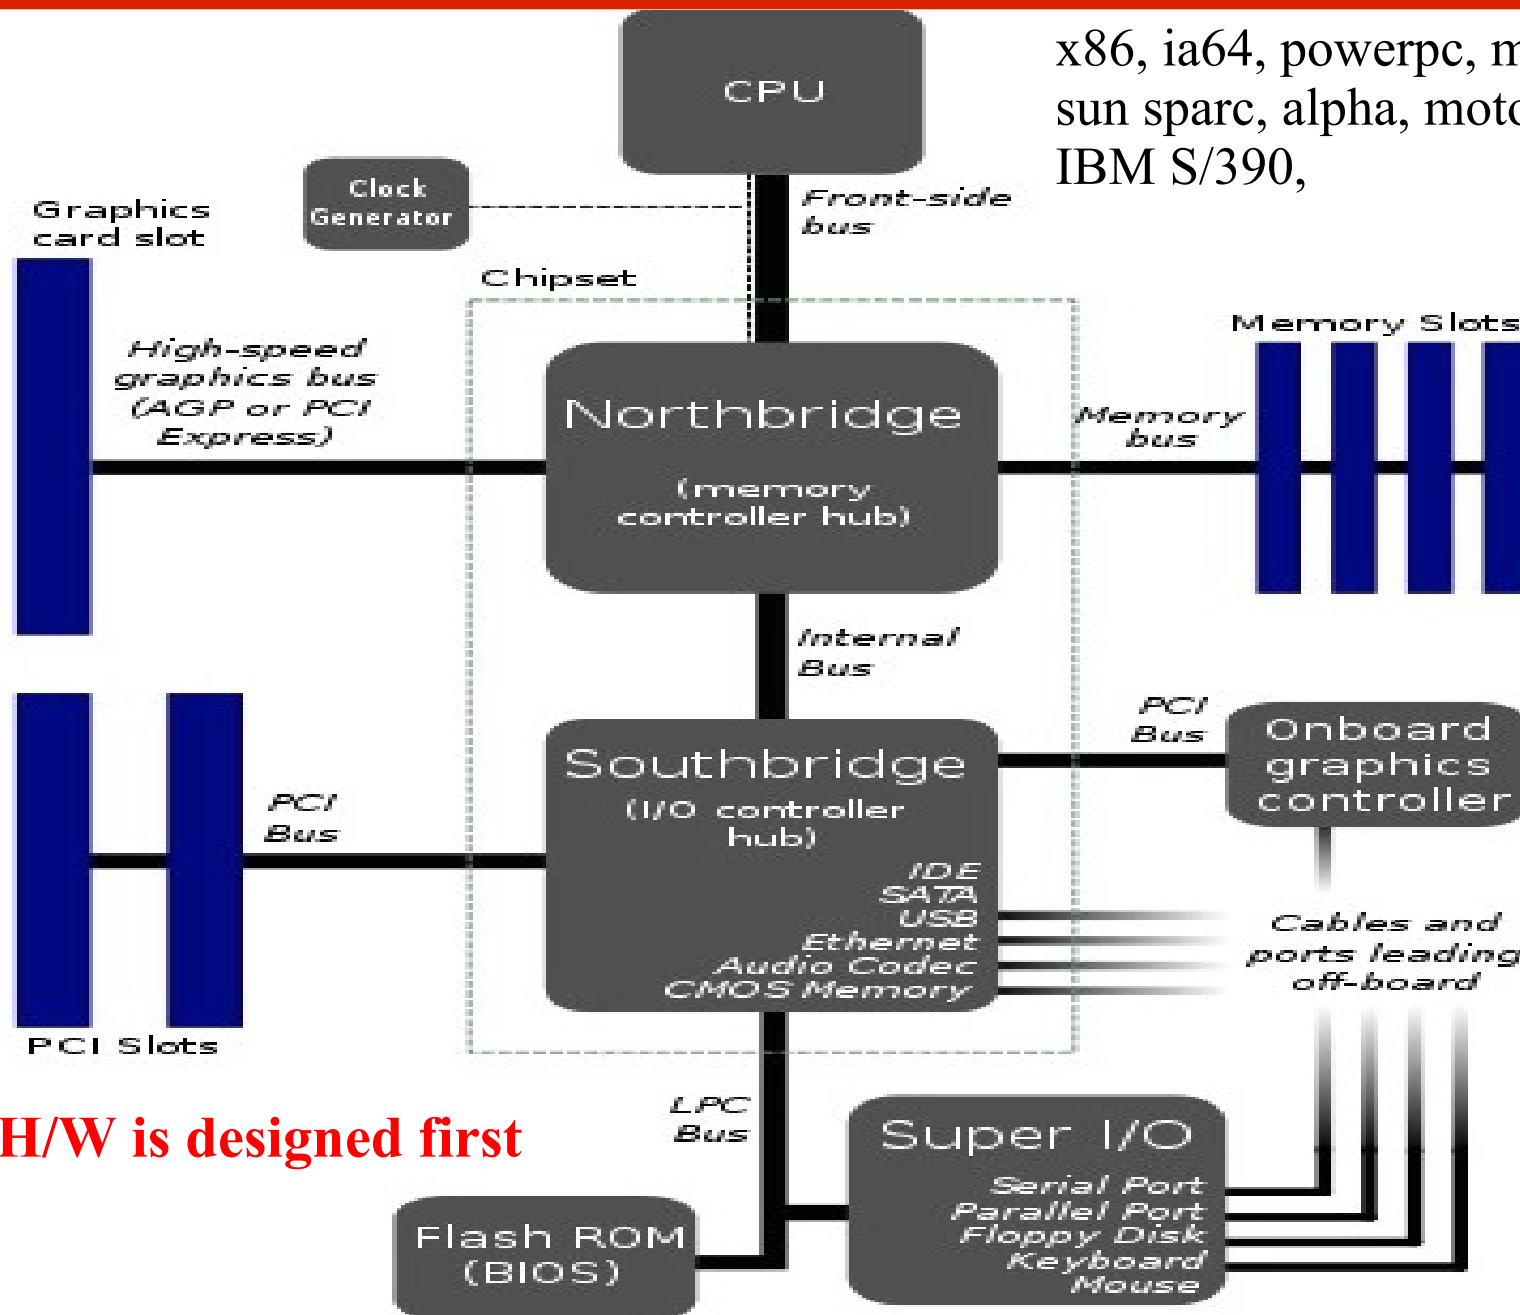 CPU
x86, ia64, powerpc, m
sun sparc, alpha, moto
IBM S/390,
Clock
Generator
Front-side
bus
Graphics
card slot
Chipset
High-speed
graphics bus
(AGP or PCI
Express)
Northbridge
(memory
controller hub)
Memory Slots
Memory
bus
Internal
Bus
PCI
Bus
Onboard
graphics
controller
Southbridge
(I/O controller
hub)
IDE
SATA
USB
Ethernet
Audio Codec
CMOS Memory
PCI
Bus
Cables and
ports leading
off-board
PCI Slots
H/W is designed first
LPC
Bus
Super I/O
Serial Port
Parallel Port
Floppy Disk
Keyboard
Mouse
Flash ROM
(BIOS)